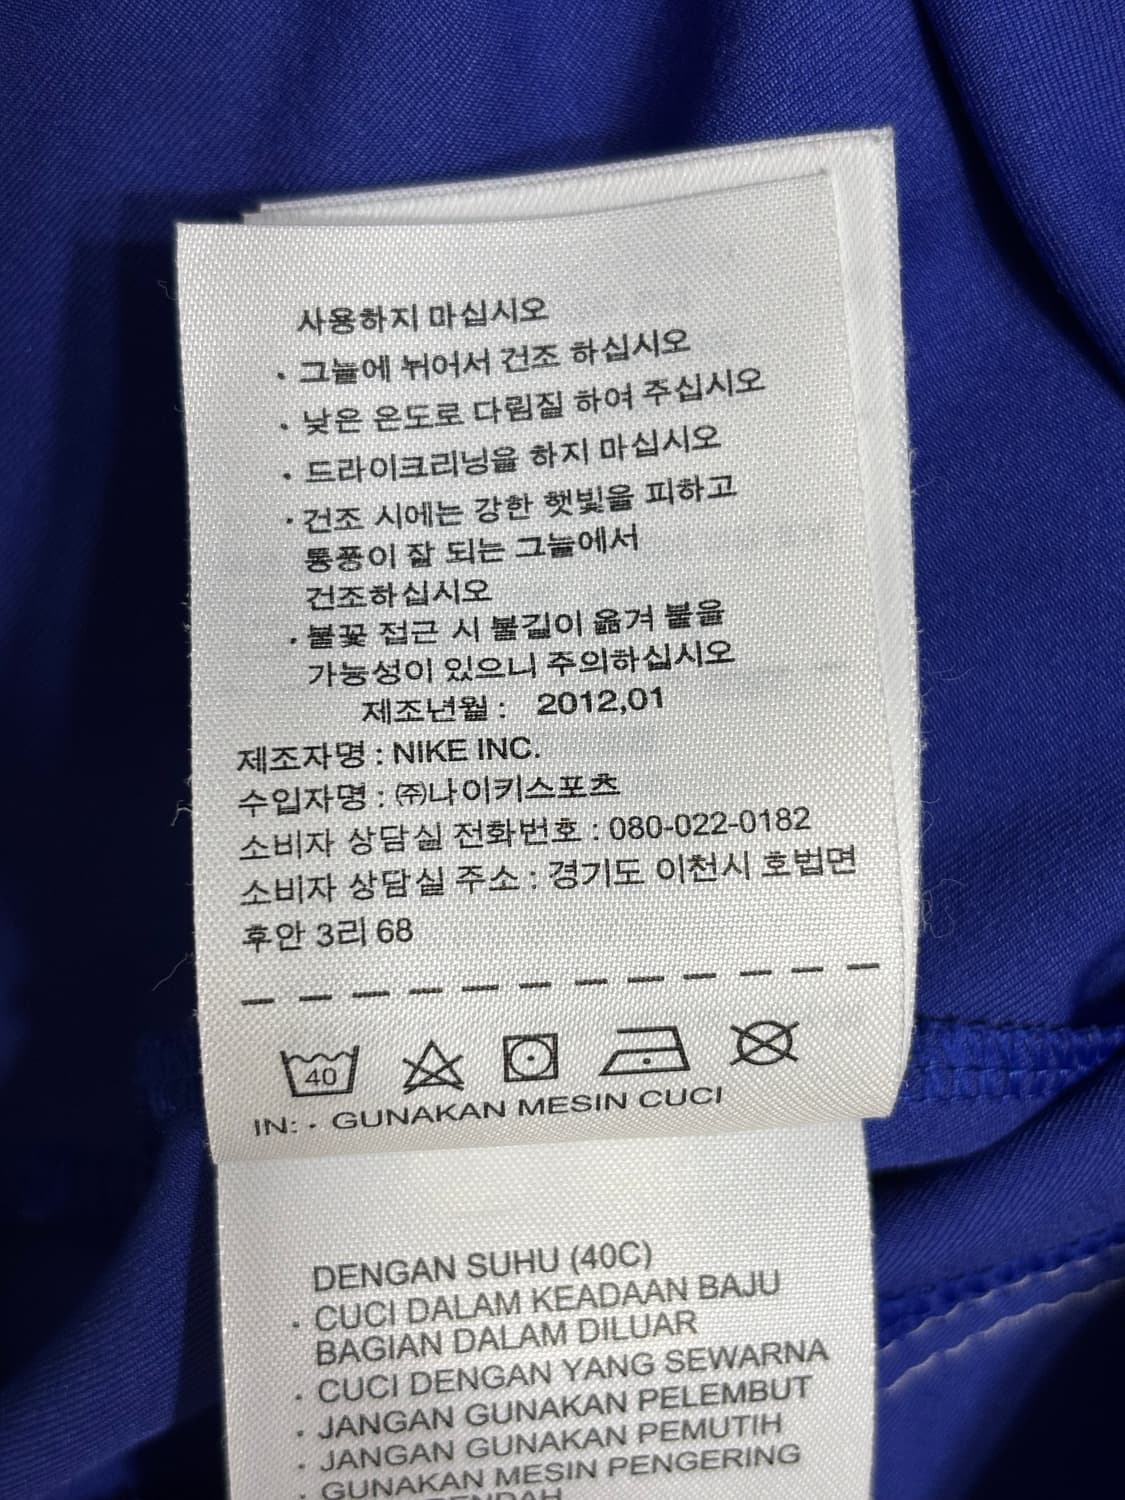 사용하지 마십시오
· 그늘에 뉘어서 건조 하십시오
· 낮은 온도로 다림질 하여 주십시오
· 드라이크리닝을 하지 마십시오
· 건조 시에는 강한 햇빛을 피하고
통풍이 잘 되는 그늘에서
건조하십시오
· 불꽃 접근 시 불길이 옮겨 붙을
가능성이 있으니 주의하십시오
제조년월 : 2012,01
제조자명 : NIKE INC.
수입자명 : ㈜나이키스포츠
소비자 상담실 전화번호 : 080-022-0182
소비자 상담실 주소 : 경기도 이천시 호법면
후안 3리 68
40
IN: · GUNAKAN MESIN CUCI
DENGAN SUHU (40C)
· CUCI DALAM KEADAAN BAJU
BAGIAN DALAM DILUAR
· CUCI DENGAN YANG SEWARNA
· JANGAN GUNAKAN PELEMBUT
· JANGAN GUNAKAN PEMUTIH
· GUNAKAN MESIN PENGERING